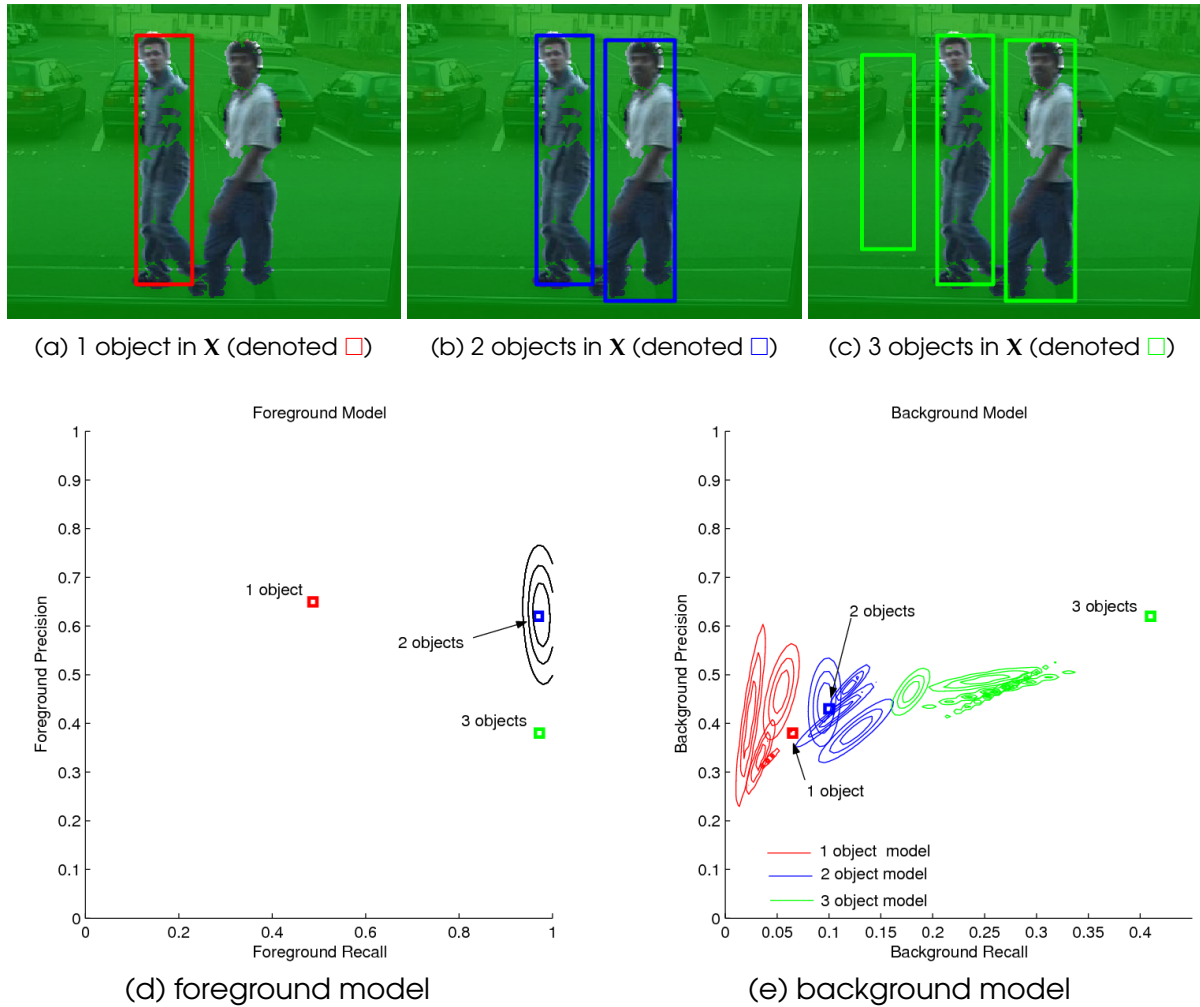 (a) 1 object in X (denoted □)
(b) 2 objects in X (denoted □)
(c) 3 objects in X (denoted □)
Foreground Model
1
0.9
0.8
0.7
0.6
0.5
0.4
0.3
0.2
0.1
0
Foreground Precision
1 object
2 objects
3 objects
0 0.2 0.4 0.6 0.8 1
Foreground Recall
(d) foreground model
Background Model
1
0.9
0.8
0.7
0.6
0.5
0.4
0.3
0.2
0.1
0
Background Precision
2 objects
3 objects
1 object
1 object model
2 object model
3 object model
0 0.05 0.1 0.15 0.2 0.25 0.3 0.35 0.4
Background Recall
(e) background model